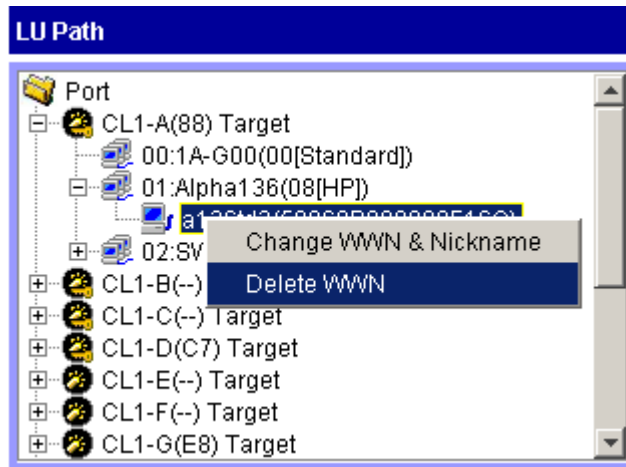 LU Path
Port
CL1-A(88) Target
00:1A-G00(00[Standard])
01:Alpha136(08[HP])
02:SV
Change WWN & Nickname
CL1-B(--)
Delete WWN
CL1-C(--) Target
CL1-D(C7) Target
CL1-E(--) Target
CL1-F(--) Target
CL1-G(E8) Target